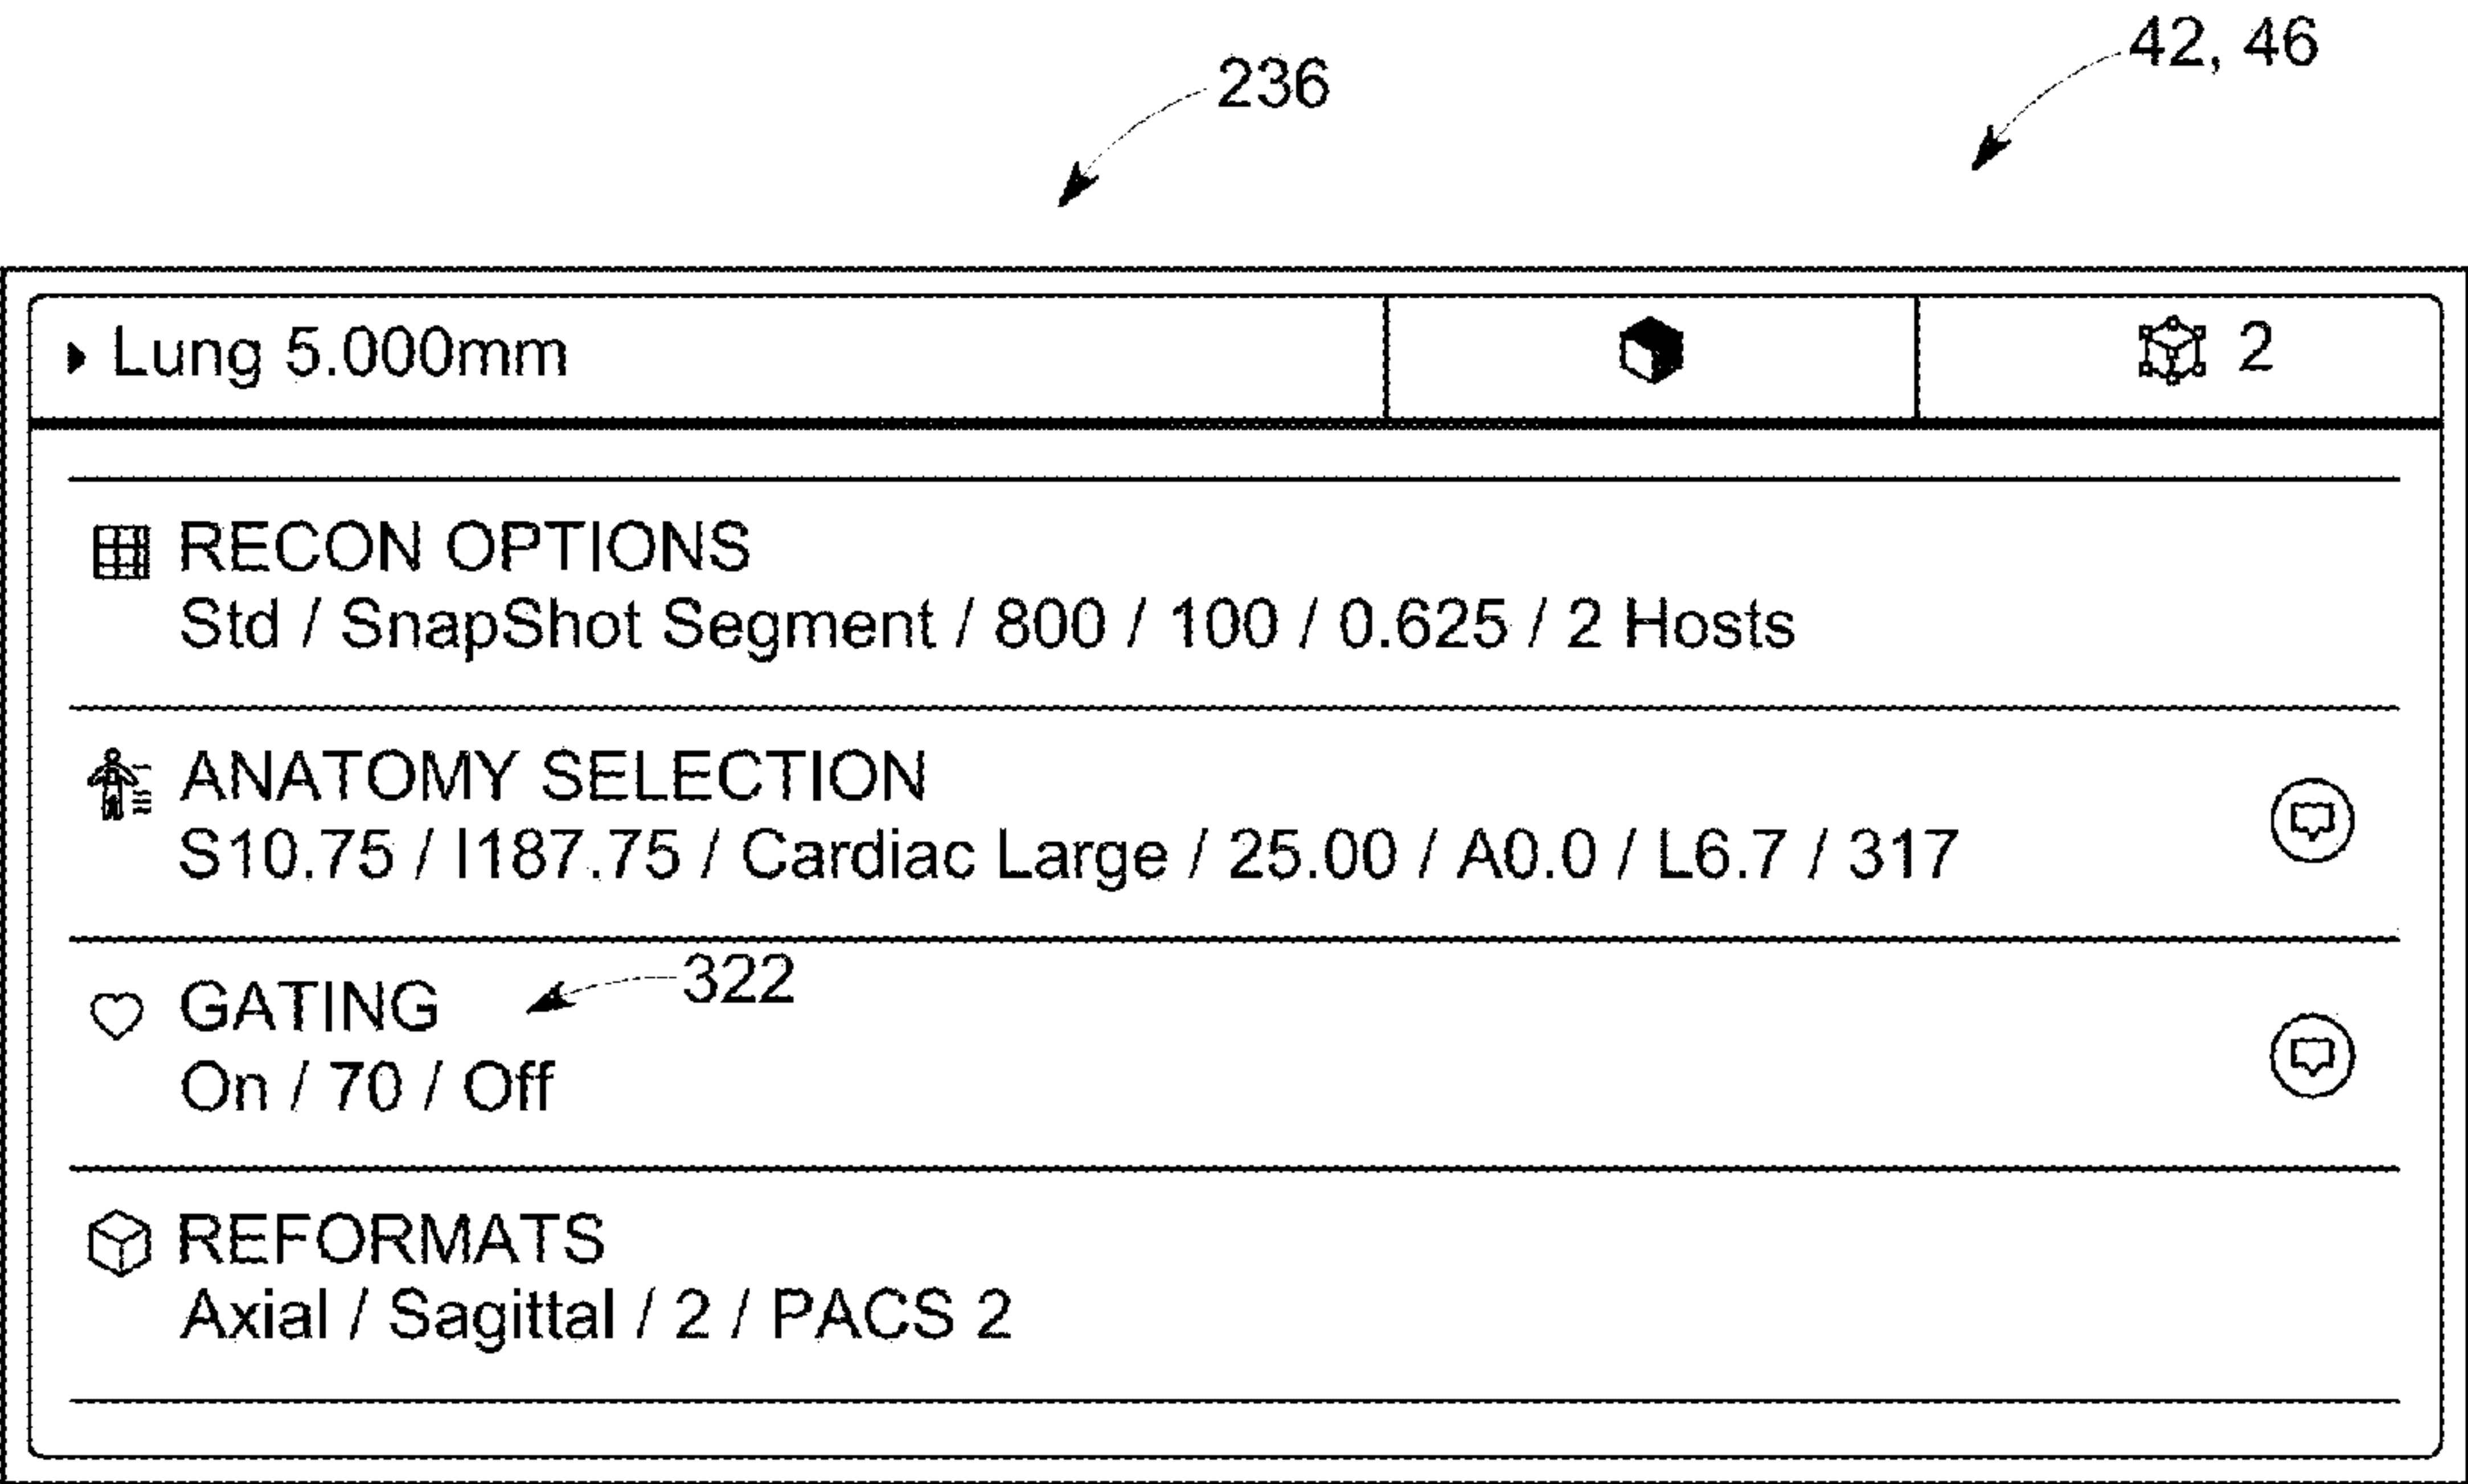 42, 46
236
Lung 5.000mm
2
RECON OPTIONS
Std / SnapShot Segment / 800 / 100 / 0.625 / 2 Hosts
ANATOMY SELECTION
S10.75 / I187.75 / Cardiac Large / 25.00 / A0.0 / L6.7 / 317
GATING
322
On / 70 / Off
REFORMATS
Axial / Sagittal / 2 / PACS 2